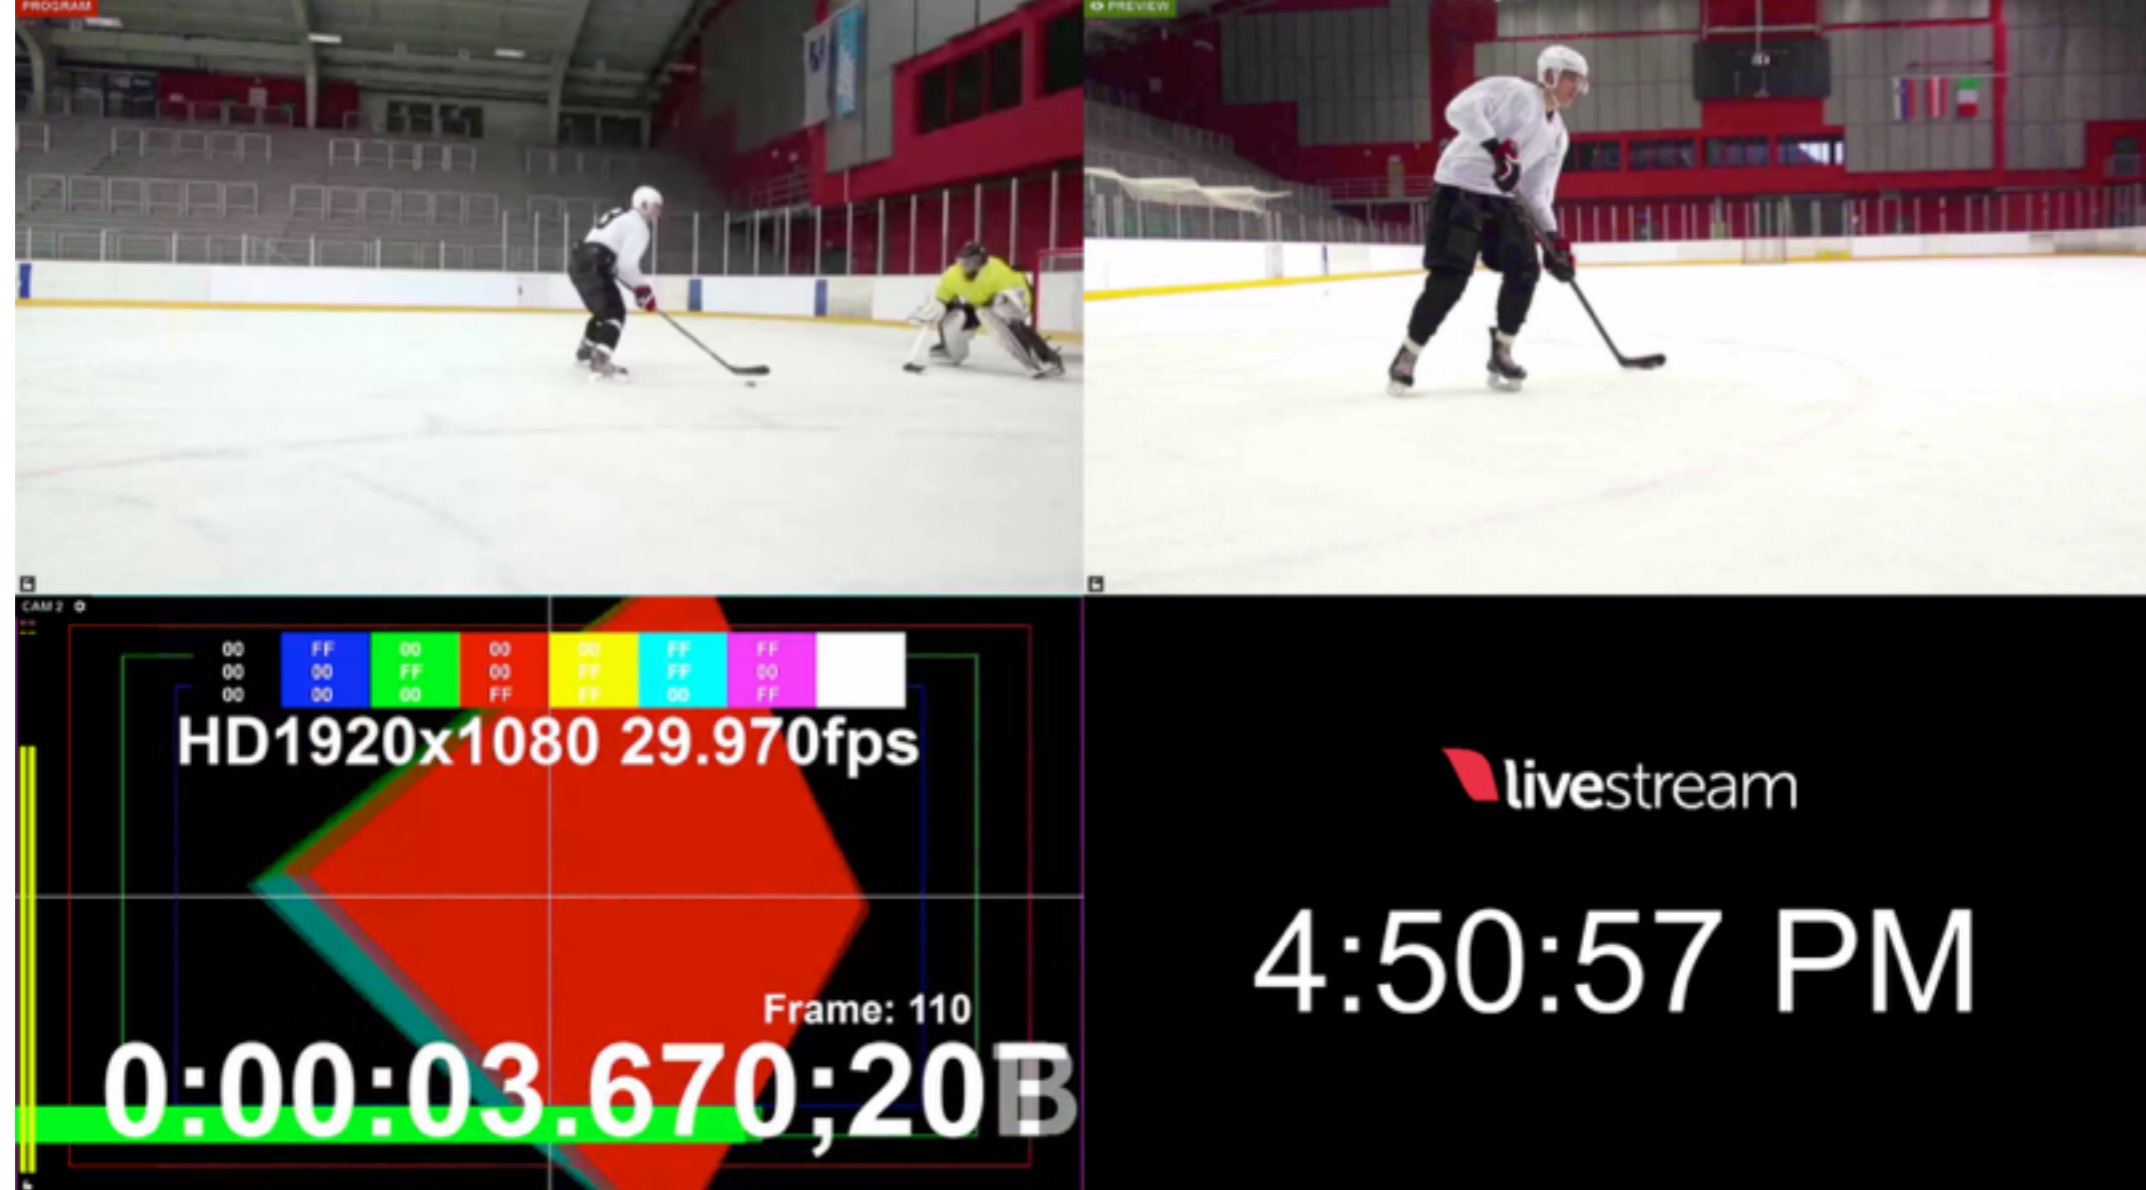 PROGRAM
PREVIEW
CAM 2
00 FF 00 00 00 FF FF
00 00 FF 00 FF FF 00
00 00 00 FF FF 00 FF
HD1920x1080 29.970fps
Frame: 110
0:00:03.670;20B
livestream
4:50:57 PM